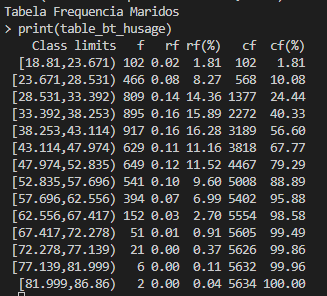 Tabela Frequencia Maridos
> print(table_bt_husage)
Class limits f rf rf(%) cf cf(%)
[18.81,23.671) 102 0.02 1.81 102 1.81
[23.671,28.531) 466 0.08 8.27 568 10.08
[28.531,33.392) 809 0.14 14.36 1377 24.44
[33.392,38.253) 895 0.16 15.89 2272 40.33
[38.253,43.114) 917 0.16 16.28 3189 56.60
[43.114,47.974) 629 0.11 11.16 3818 67.77
[47.974,52.835) 649 0.12 11.52 4467 79.29
[52.835,57.696) 541 0.10 9.60 5008 88.89
[57.696,62.556) 394 0.07 6.99 5402 95.88
[62.556,67.417) 152 0.03 2.70 5554 98.58
[67.417,72.278) 51 0.01 0.91 5605 99.49
[72.278,77.139) 21 0.00 0.37 5626 99.86
[77.139,81.999) 6 0.00 0.11 5632 99.96
[81.999,86.86) 2 0.00 0.04 5634 100.00